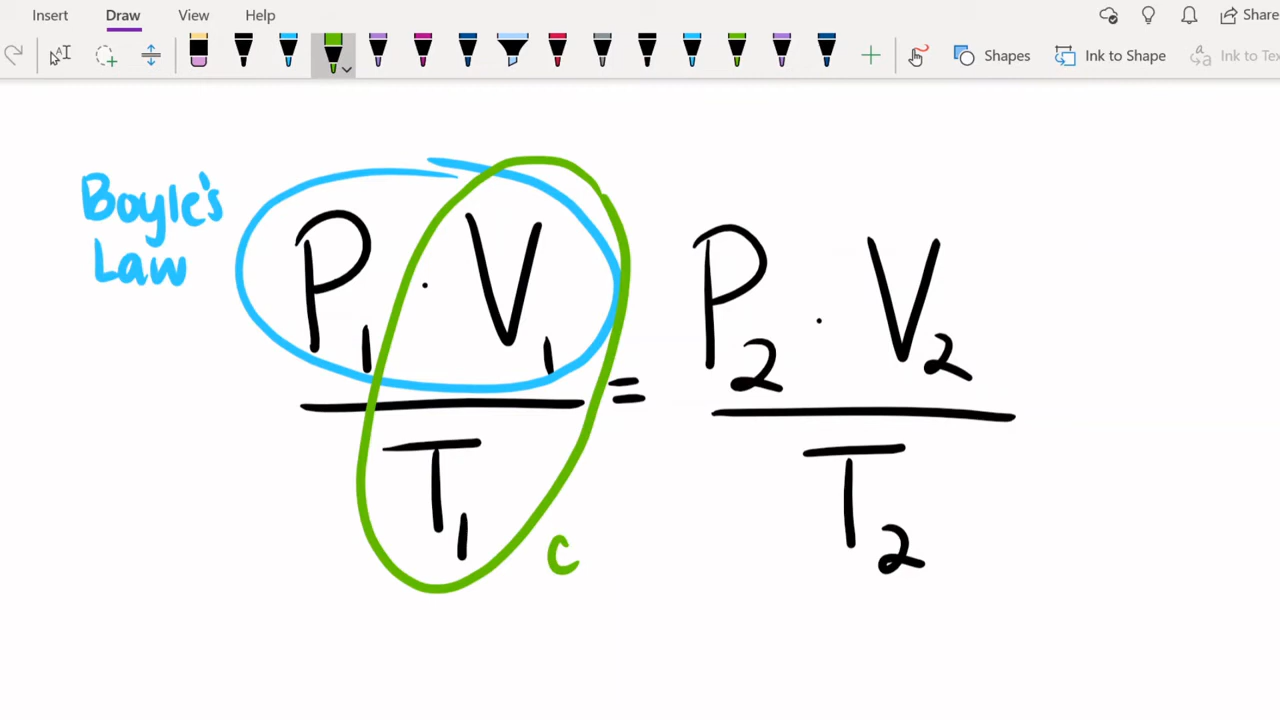 Insert Draw View Help Share
Shapes Ink to Shape Ink to Tex
Boyle's
Law
P₁ · V₁ = P₂ · V₂
T₁ T₂
C